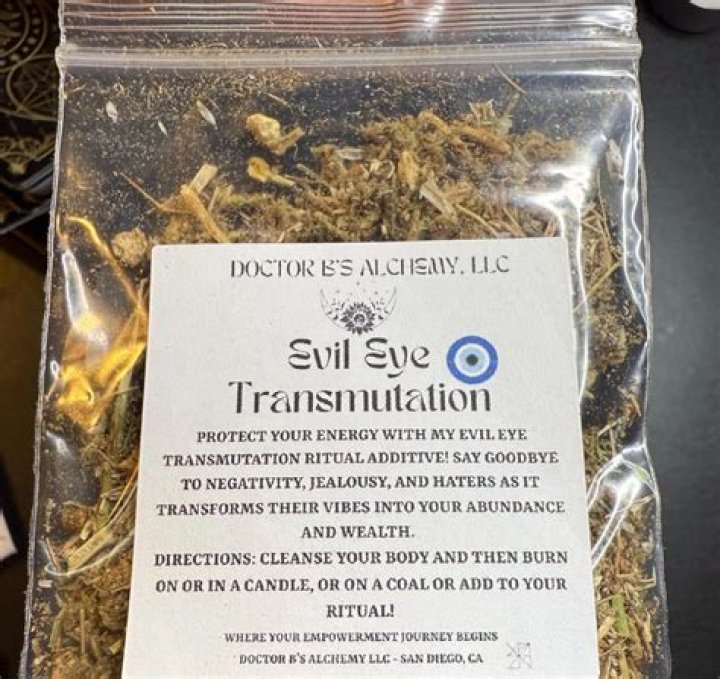 DOCTOR B'S ALCHEMY, LLC
Evil Eye
Transmutation
PROTECT YOUR ENERGY WITH MY EVIL EYE
TRANSMUTATION RITUAL ADDITIVE! SAY GOODBYE
TO NEGATIVITY, JEALOUSY, AND HATERS AS IT
TRANSFORMS THEIR VIBES INTO YOUR ABUNDANCE
AND WEALTH.
DIRECTIONS: CLEANSE YOUR BODY AND THEN BURN
ON OR IN A CANDLE, OR ON A COAL OR ADD TO YOUR
RITUAL!
WHERE YOUR EMPOWERMENT JOURNEY BEGINS
DOCTOR B'S ALCHEMY LLC - SAN DIEGO, CA